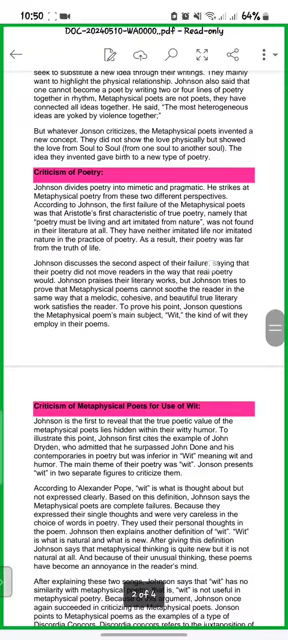 10:50
64%
DOC-20240510-WA0000..pdf - Read-only
seek to substitute a new idea through their writings. They mainly
want to highlight the physical relationship. Johnson also said that
one cannot become a poet by writing two or four lines of poetry
together in rhythm, Metaphysical poets are not poets, they have
connected all ideas together. He said, "The most heterogeneous
ideas are yoked by violence together;"
But whatever Jonson criticizes, the Metaphysical poets invented a
new concept. They did not show the love physically but showed
the love from Soul to Soul (from one soul to another soul). The
idea they invented gave birth to a new type of poetry.
Criticism of Poetry:
Johnson divides poetry into mimetic and pragmatic. He strikes at
Metaphysical poetry from these two different perspectives.
According to Johnson, the first failure of the Metaphysical poets
was that Aristotle's first characteristic of true poetry, namely that
"poetry must be living and art imitated from nature", was not found
in their literature at all. They have neither imitated life nor imitated
nature in the practice of poetry. As a result, their poetry was far
from the truth of life.
Johnson discusses the second aspect of their failure, saying that
their poetry did not move readers in the way that real poetry
would. Johnson praises their literary works, but Johnson tries to
prove that Metaphysical poems cannot soothe the reader in the
same way that a melodic, cohesive, and beautiful true literary
work satisfies the reader. To prove his point, Jonson questions
the Metaphysical poem's main subject, "Wit," the kind of wit they
employ in their poems.
Criticism of Metaphysical Poets for Use of Wit:
Johnson is the first to reveal that the true poetic value of the
metaphysical poets lies hidden within their witty humor. To
illustrate this point, Johnson first cites the example of John
Dryden, who admitted that he surpassed John Done and his
contemporaries in poetry but was inferior in "Wit" meaning wit and
humor. The main theme of their poetry was "wit". Jonson presents
"wit" in two separate figures to criticize them.
According to Alexander Pope, "wit" is what is thought about but
not expressed clearly. Based on this definition, Johnson says the
Metaphysical poets are complete failures. Because they
expressed their single thoughts and were very careless in the
choice of words in poetry. They used their personal thoughts in
the poem. Johnson then explains another definition of "wit". "Wit"
is what is natural and what is new. After giving this definition
Johnson says that metaphysical thinking is quite new but it is not
natural at all. And because of their unusual thinking, these poems
have become an annoyance in the reader's mind.
After explaining these two songs, Johnson says that "wit" has no
similarity with metaphysical poetry, that is, "wit" is not useful in
metaphysical poetry. Because of this argument, Johnson once
again succeeded in criticizing the Metaphysical poets. Jonson
points to Metaphysical poems as the examples of a type of
Discordia Concors. Discordia concors refers to the juxtaposition of